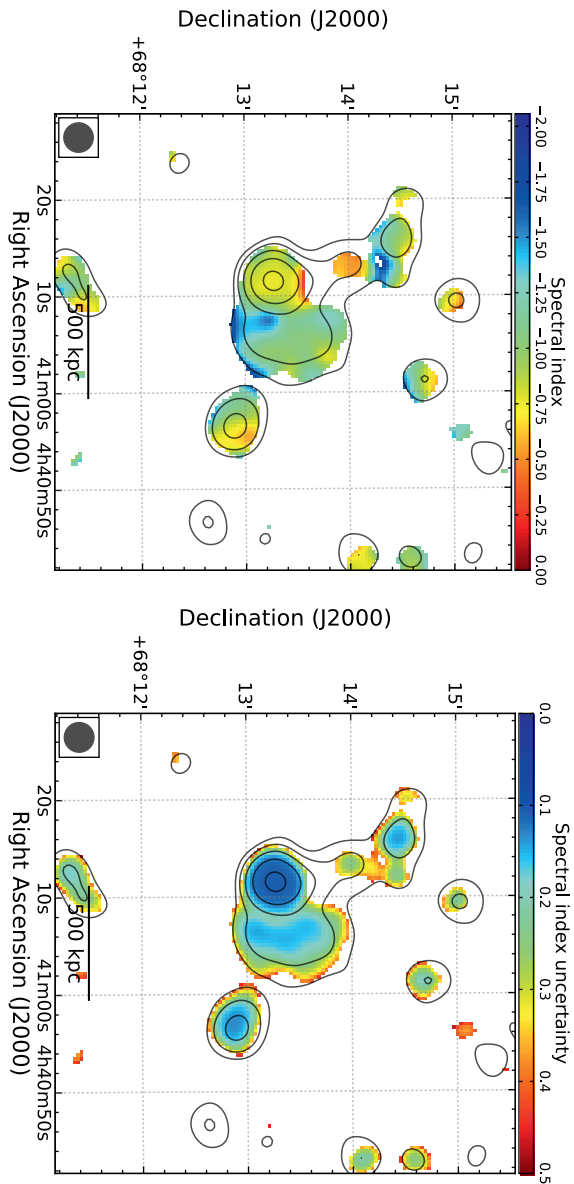 Declination (J2000)
+68°12'
13'
14'
15'
20s
10s
41m00s
4h40m50s
Right Ascension (J2000)
500 kpc
−2.00
−1.75
−1.50
−1.25
−1.00
−0.75
−0.50
−0.25
0.00
Spectral index
Declination (J2000)
+68°12'
13'
14'
15'
20s
10s
41m00s
4h40m50s
Right Ascension (J2000)
500 kpc
0.0
0.1
0.2
0.3
0.4
0.5
Spectral index uncertainty